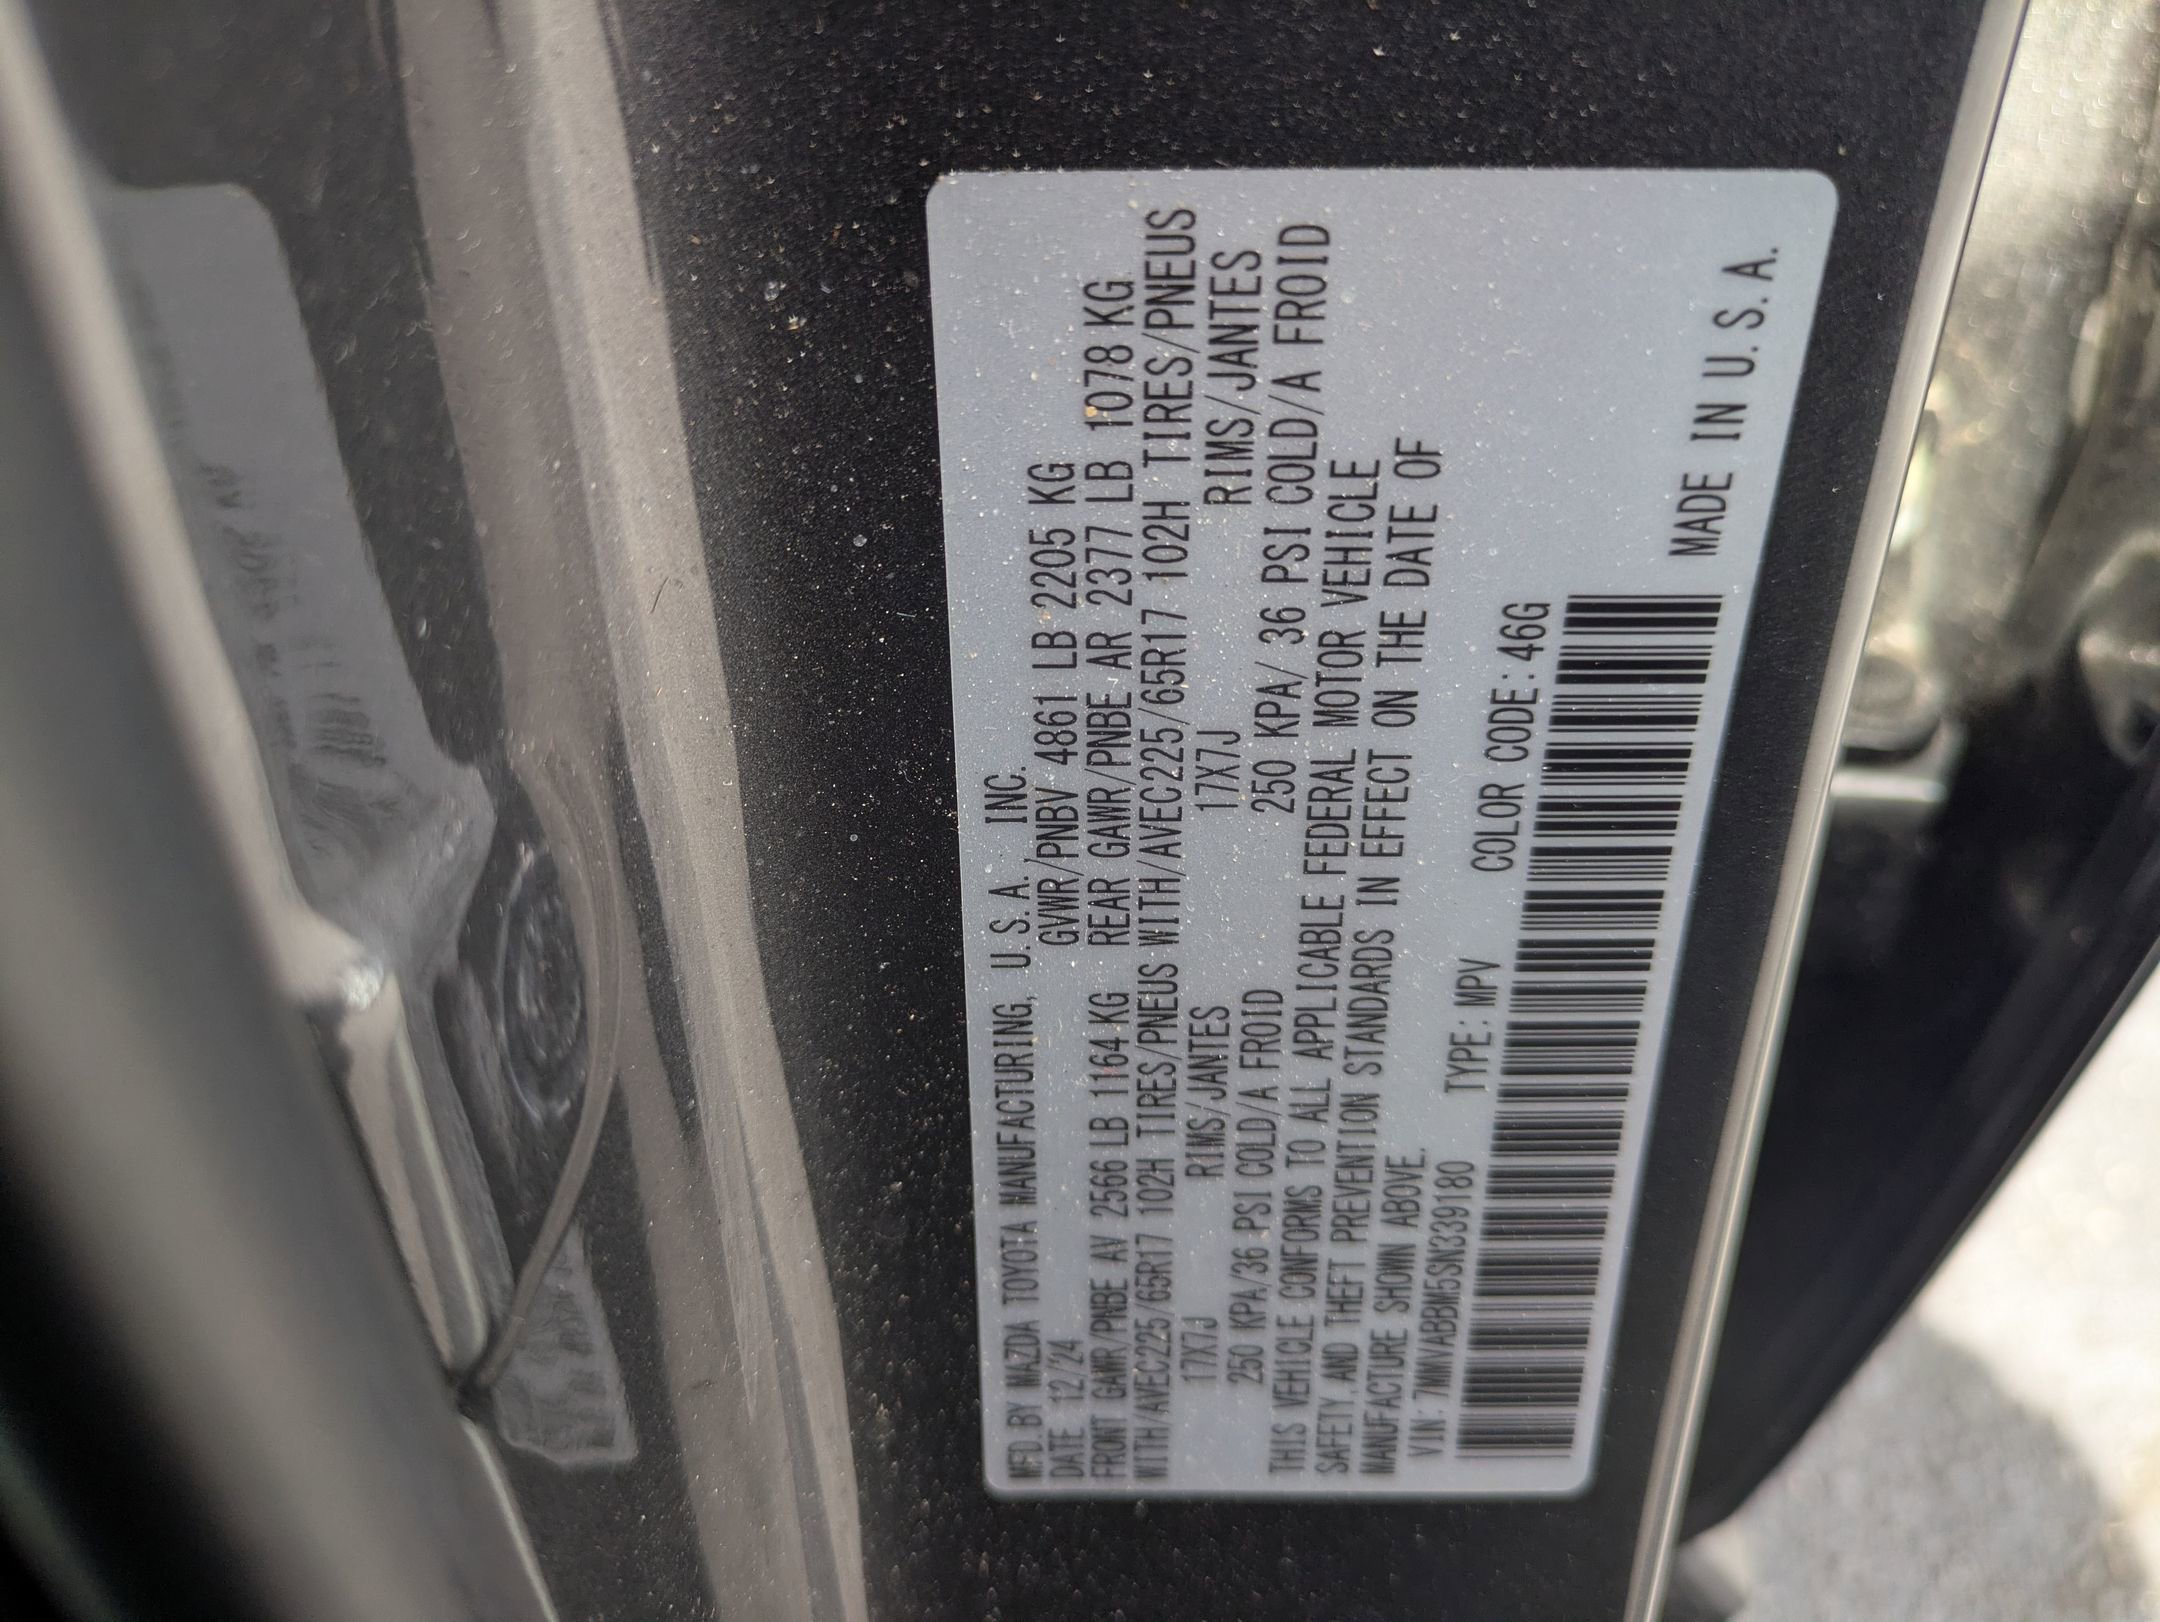 MFD. BY MAZDA TOYOTA MANUFACTURING, U. S. A. INC.
DATE 12/'24 GVWR/PNBV 4861 LB 2205 KG
FRONT GAWR/PNBE AV 2566 LB 1164 KG REAR GAWR/PNBE AR 2377 LB 1078 KG
WITH/AVEC225/65R17 102H TIRES/PNEUS WITH/AVEC225/65R17 102H TIRES/PNEUS
17X7J RIMS/JANTES 17X7J RIMS/JANTES
250 KPA/36 PSI COLD/A FROID 250 KPA/ 36 PSI COLD/A FROID
THIS VEHICLE CONFORMS TO ALL APPLICABLE FEDERAL MOTOR VEHICLE
SAFETY, AND THEFT PREVENTION STANDARDS IN EFFECT ON THE DATE OF
MANUFACTURE SHOWN ABOVE.
VIN: 7MMVABBM5SN339180 TYPE: MPV COLOR CODE: 46G
MADE IN U. S. A.